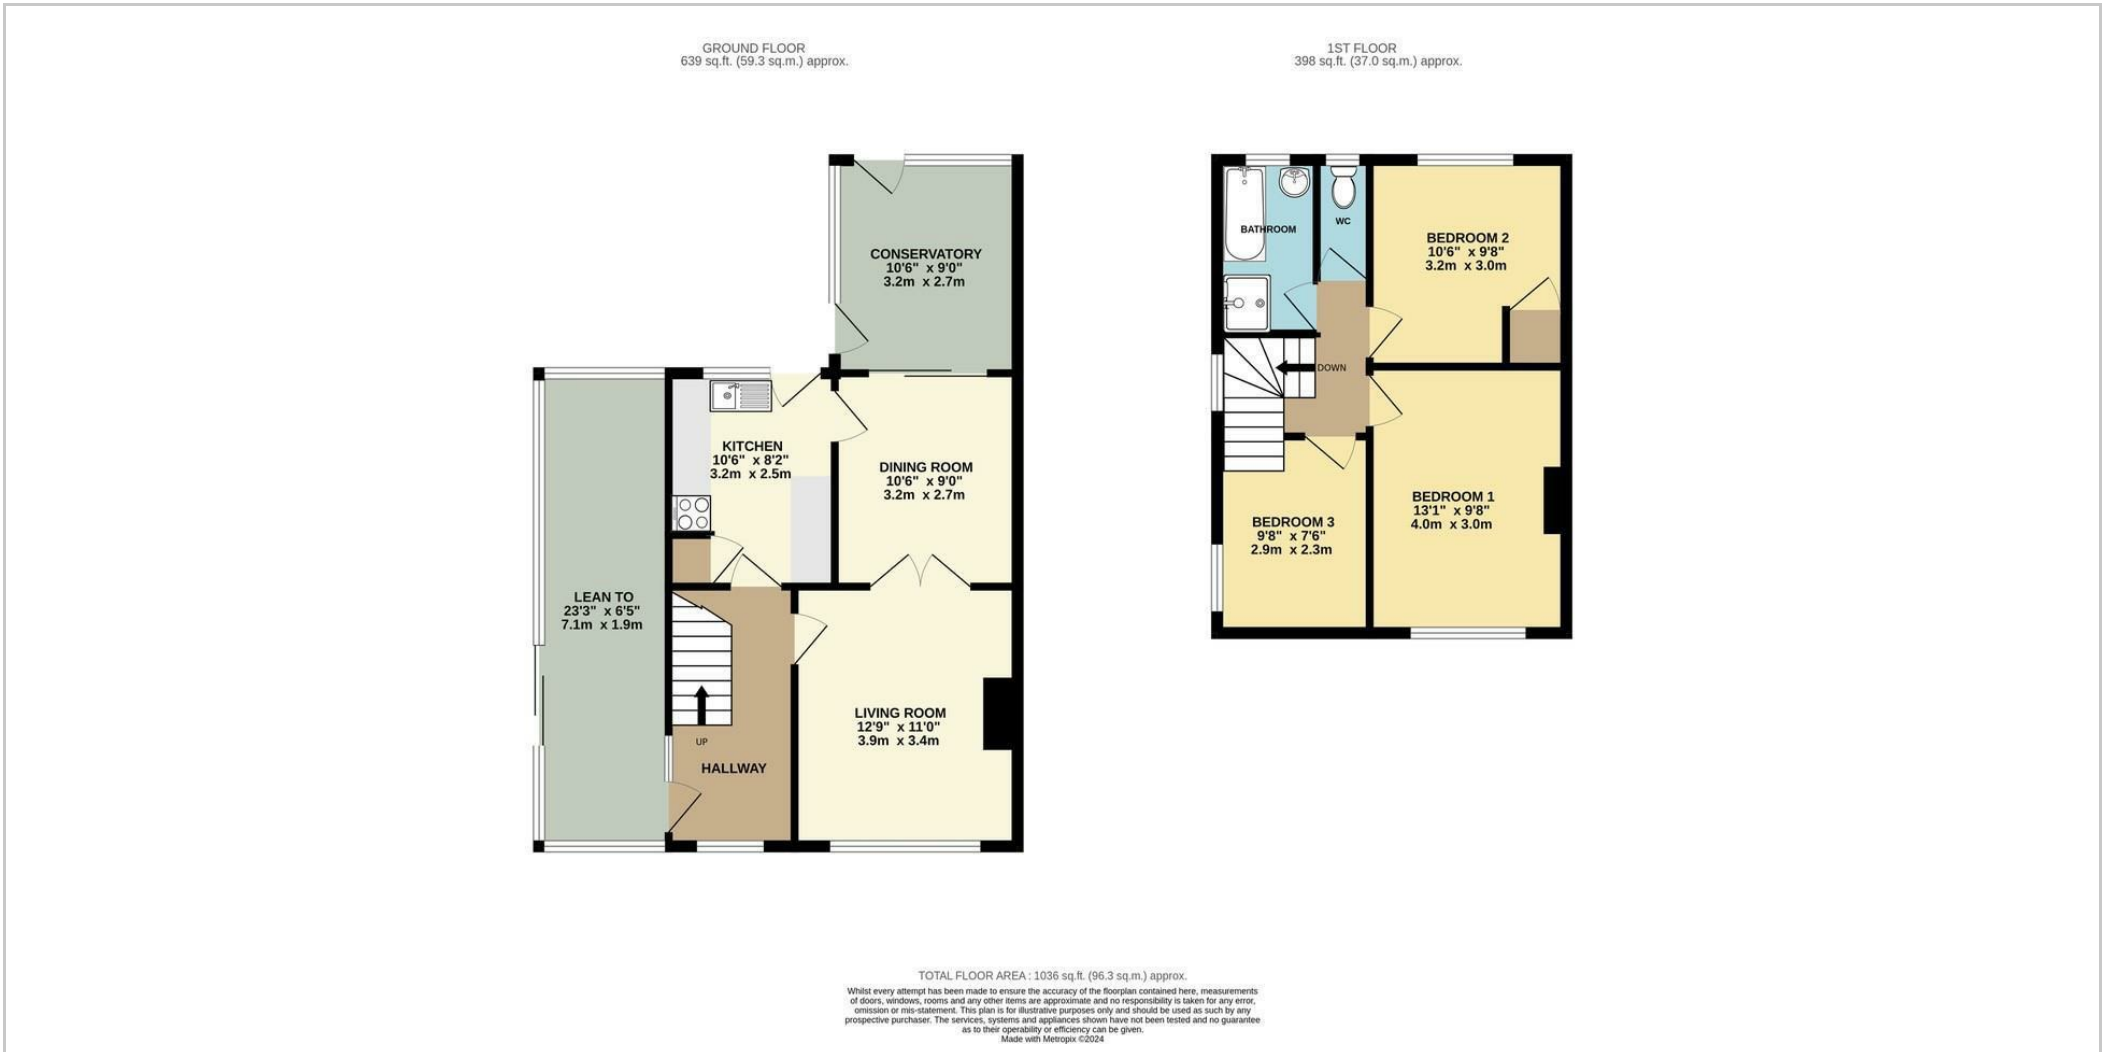 GROUND FLOOR
639 sq.ft. (59.3 sq.m.) approx.
1ST FLOOR
398 sq.ft. (37.0 sq.m.) approx.
CONSERVATORY
10'6" x 9'0"
3.2m x 2.7m
KITCHEN
10'6" x 8'2"
3.2m x 2.5m
DINING ROOM
10'6" x 9'0"
3.2m x 2.7m
LEAN TO
23'3" x 6'5"
7.1m x 1.9m
LIVING ROOM
12'9" x 11'0"
3.9m x 3.4m
UP
HALLWAY
BATHROOM
WC
BEDROOM 2
10'6" x 9'8"
3.2m x 3.0m
DOWN
BEDROOM 1
13'1" x 9'8"
4.0m x 3.0m
BEDROOM 3
9'8" x 7'6"
2.9m x 2.3m
TOTAL FLOOR AREA : 1036 sq.ft. (96.3 sq.m.) approx.
Whilst every attempt has been made to ensure the accuracy of the floorplan contained here, measurements
of doors, windows, rooms and any other items are approximate and no responsibility is taken for any error,
omission or mis-statement. This plan is for illustrative purposes only and should be used as such by any
prospective purchaser. The services, systems and appliances shown have not been tested and no guarantee
as to their operability or efficiency can be given.
Made with Metropix ©2024